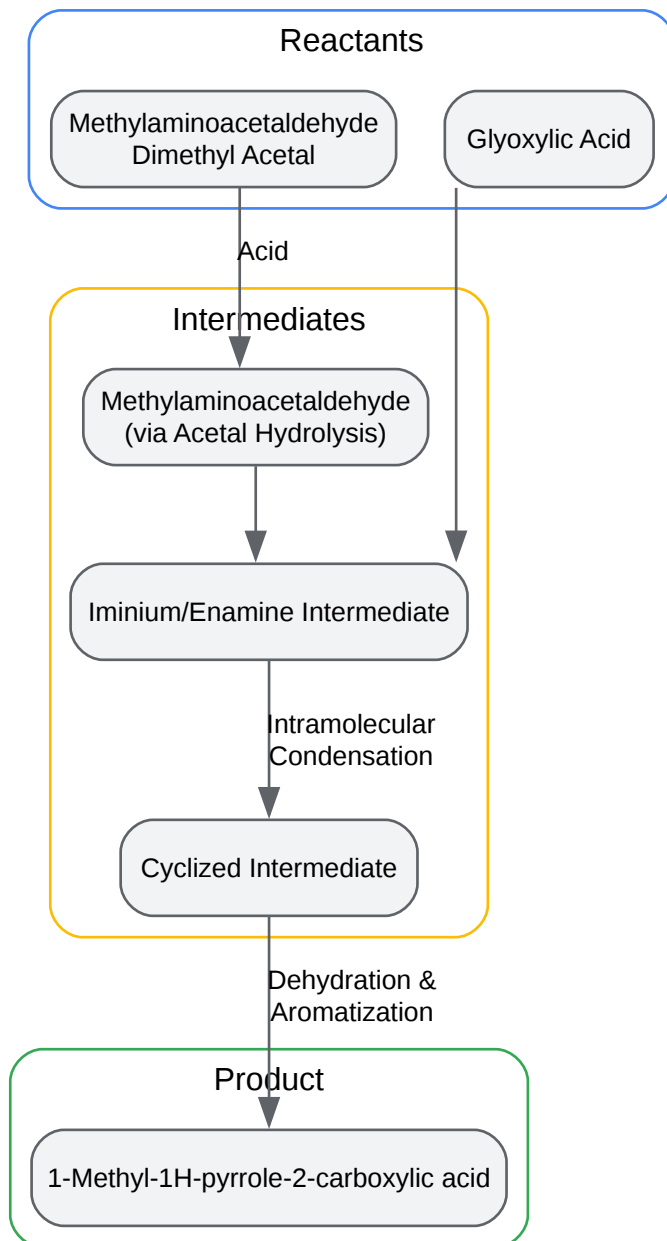 Reactants
Methylaminoacetaldehyde
Dimethyl Acetal
Glyoxylic Acid
Acid
Intermediates
Methylaminoacetaldehyde
(via Acetal Hydrolysis)
Iminium/Enamine Intermediate
Intramolecular
Condensation
Cyclized Intermediate
Dehydration &
Aromatization
Product
1-Methyl-1H-pyrrole-2-carboxylic acid